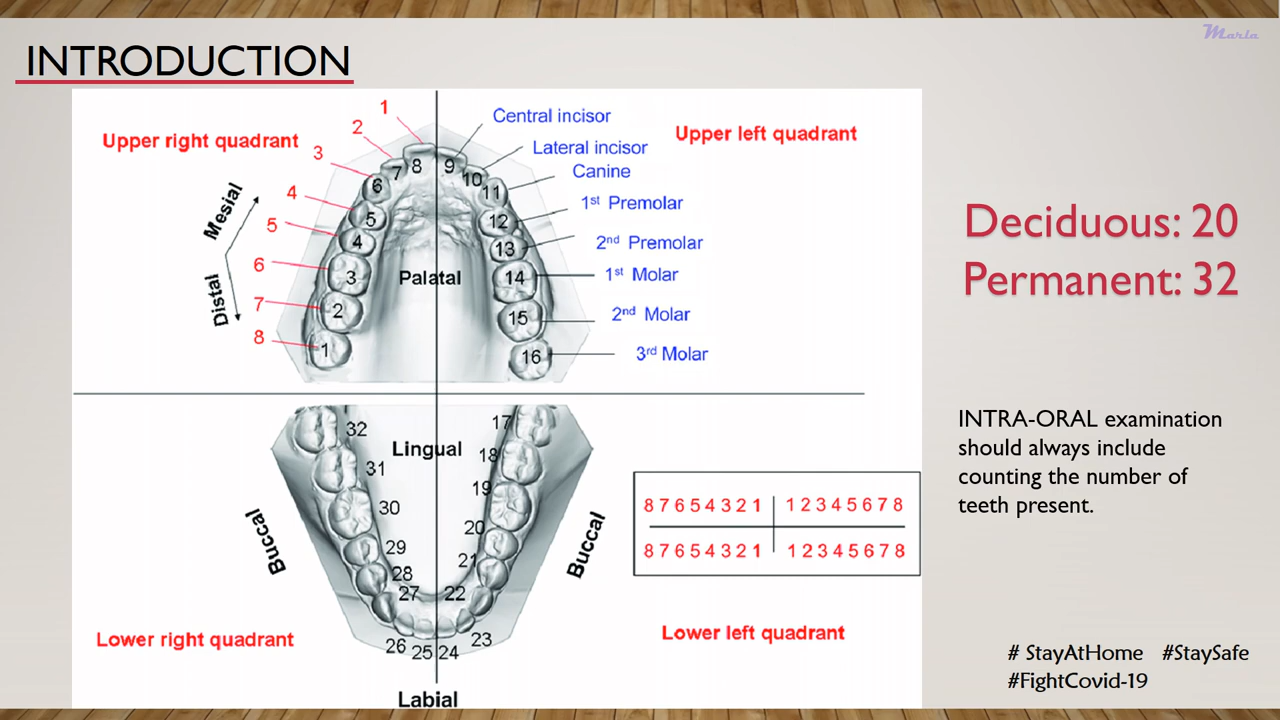 Marla
INTRODUCTION
1
2
3
4
5
6
7
8
Upper right quadrant
Mesial
Distal
Central incisor
Lateral incisor
Canine
1st Premolar
2nd Premolar
1st Molar
2nd Molar
3rd Molar
Upper left quadrant
8
7
6
5
4
3
2
1
9
10
11
12
13
14
15
16
Palatal
Lingual
32
31
30
29
28
27
26
25
24
23
22
21
20
19
18
17
Buccal
Buccal
Lower right quadrant
Labial
8 7 6 5 4 3 2 1 1 2 3 4 5 6 7 8
8 7 6 5 4 3 2 1 1 2 3 4 5 6 7 8
Lower left quadrant
Deciduous: 20
Permanent: 32
INTRA-ORAL examination
should always include
counting the number of
teeth present.
# StayAtHome #StaySafe
#FightCovid-19